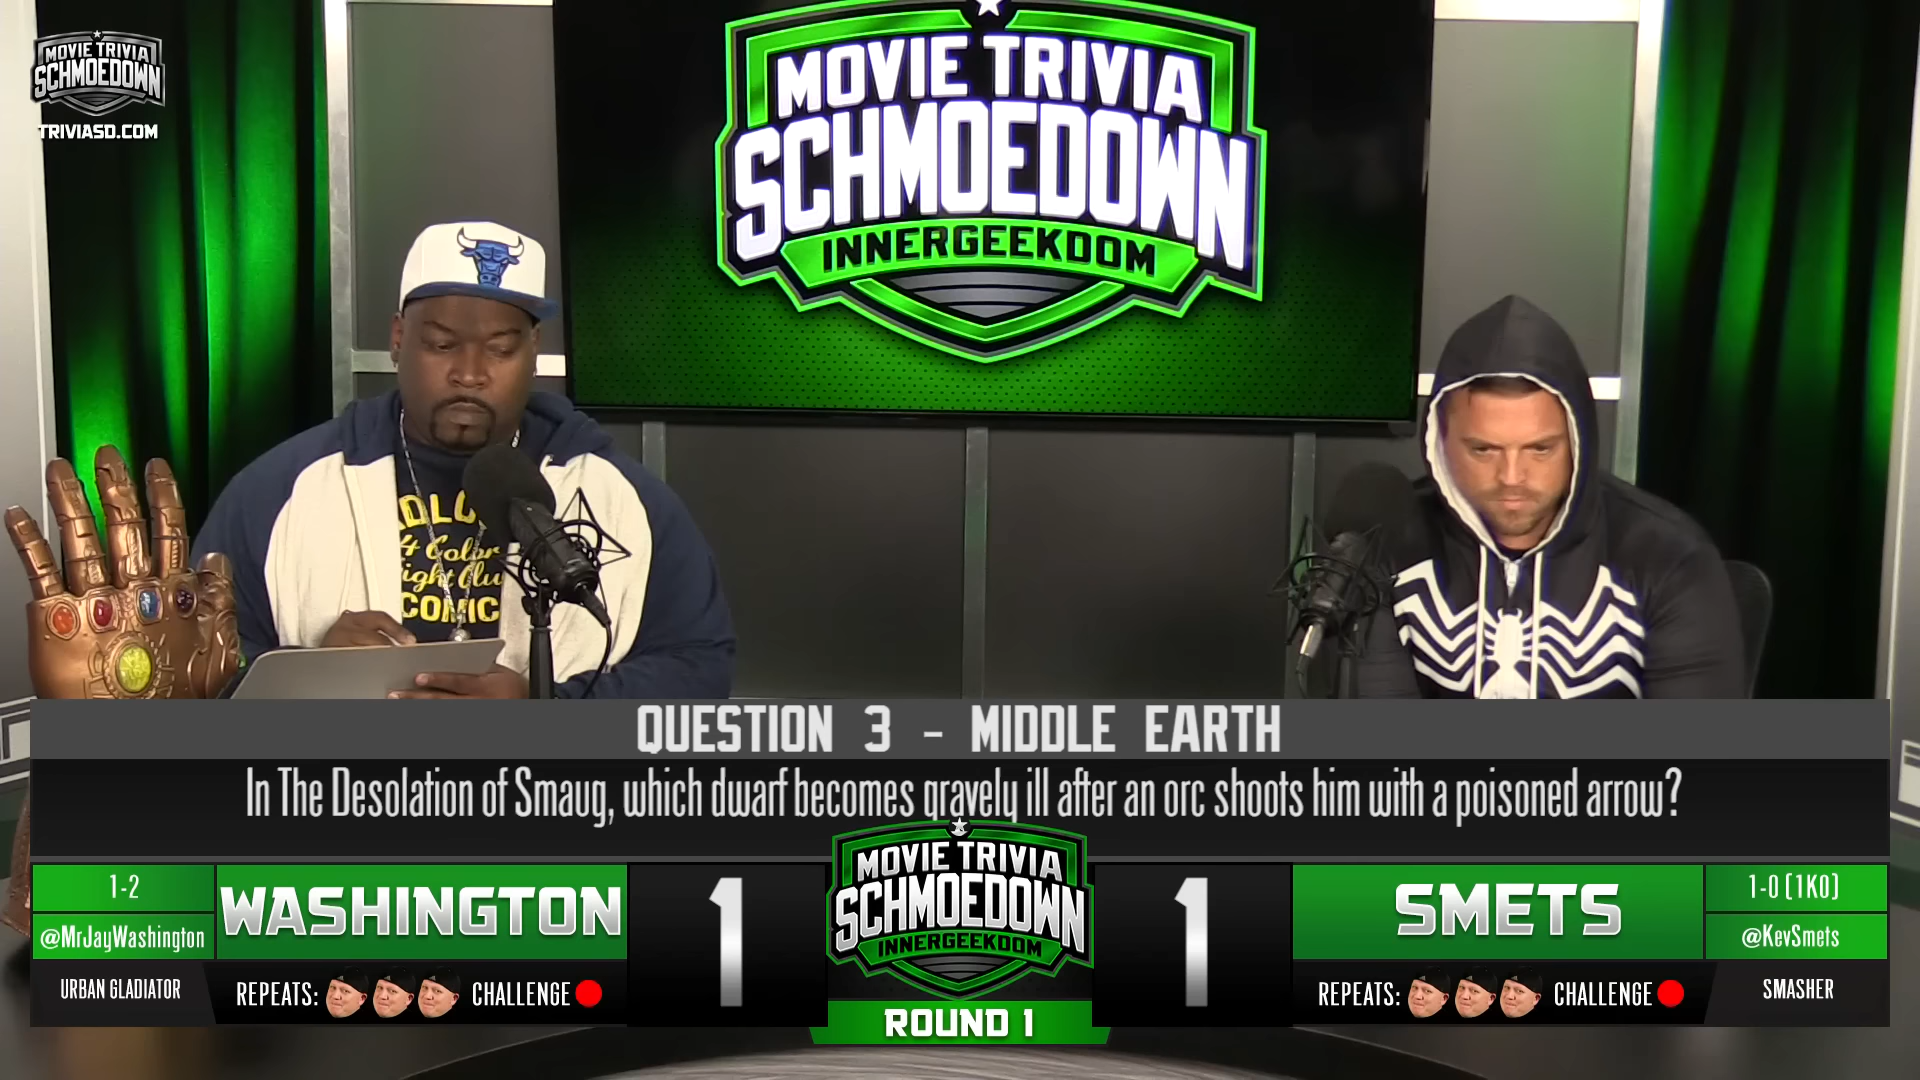 MOVIE TRIVIA
SCHMOEDOWN
TRIVIASD.COM
MOVIE TRIVIA
SCHMOEDOWN
INNERGEEKDOM
4 Color
COMIC
QUESTION 3 - MIDDLE EARTH
In The Desolation of Smaug, which dwarf becomes gravely ill after an orc shoots him with a poisoned arrow?
1-2
@MrJayWashington
URBAN GLADIATOR
WASHINGTON
REPEATS:
CHALLENGE
1
MOVIE TRIVIA
SCHMOEDOWN
INNERGEEKDOM
ROUND 1
1
SMETS
REPEATS:
CHALLENGE
1-0 (1KO)
@KevSmets
SMASHER